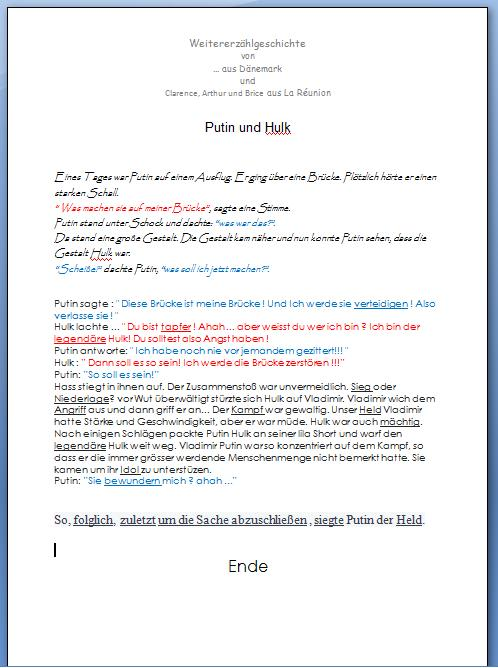 Weitererzählgeschichte
von
... aus Dänemark
und
Clarence, Arthur und Brice aus La Réunion
Putin und Hulk
Eines Tages war Putin auf einem Ausflug. Er ging über eine Brücke. Plötzlich hörte er einen
starken Schall.
"Was machen sie auf meiner Brücke", sagte eine Stimme.
Putin stand unter Schock und dachte: "was war das?".
Da stand eine große Gestalt. Die Gestalt kam näher und nun konnte Putin sehen, dass die
Gestalt Hulk war.
"Scheiße!" dachte Putin, "was soll ich jetzt machen?".
Putin sagte : " Diese Brücke ist meine Brücke ! Und Ich werde sie verteidigen ! Also
verlasse sie ! "
Hulk lachte ... " Du bist tapfer ! Ahah ... aber weisst du wer ich bin ? Ich bin der
legendäre Hulk! Du solltest also Angst haben !
Putin antworte: " Ich habe noch nie vor jemandem gezittert!!! "
Hulk : " Dann soll es so sein! Ich werde die Brücke zerstören !!!"
Putin: "So soll es sein!"
Hass stiegt in ihnen auf. Der Zusammenstoß war unvermeidlich. Sieg oder
Niederlage? vor Wut überwältigt stürzte sich Hulk auf Vladimir. Vladimir wich dem
Angriff aus und dann griff er an... Der Kampf war gewaltig. Unser Held Vladimir
hatte Stärke und Geschwindigkeit, aber er war müde. Hulk war auch mächtig.
Nach einigen Schlägen packte Putin Hulk an seiner lila Short und warf den
legendäre Hulk weit weg. Vladimir Putin war so konzentriert auf dem Kampf, so
dass er die immer grösser werdende Menschenmenge nicht bemerkt hatte. Sie
kamen um ihr Idol zu unterstüzen.
Putin: "Sie bewundern mich ? ahah ..."
So, folglich, zuletzt um die Sache abzuschließen , siegte Putin der Held.
Ende